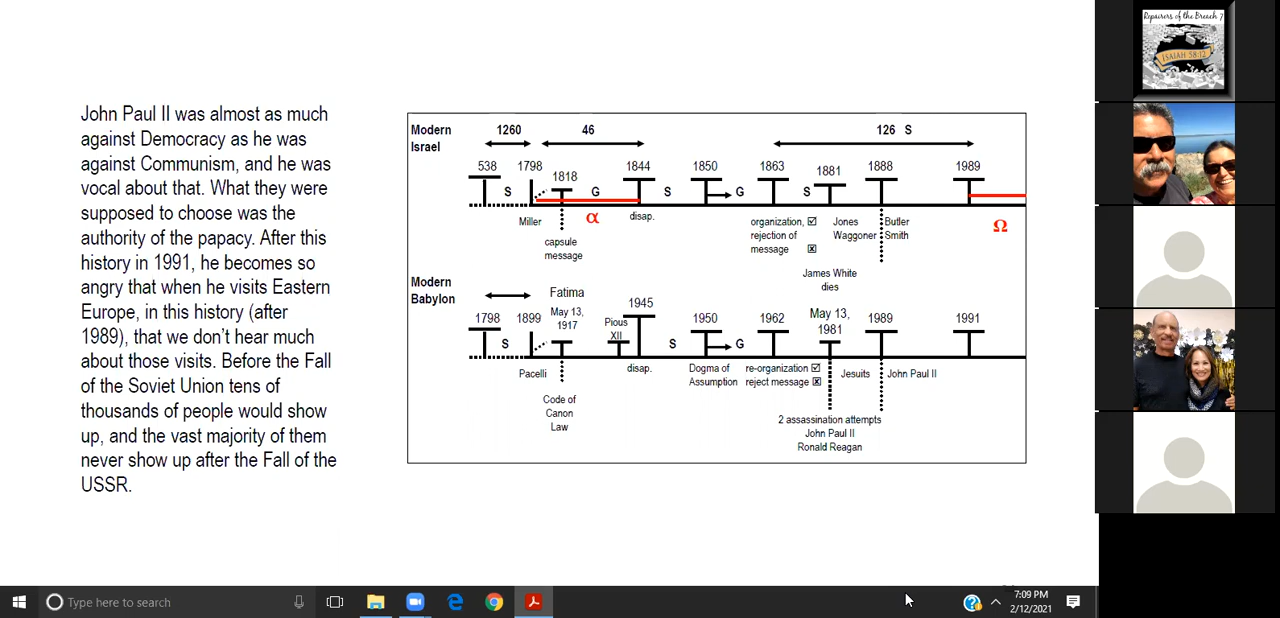 Repairers of the Breach 7
ISAIAH 58:12
John Paul II was almost as much
against Democracy as he was
against Communism, and he was
vocal about that. What they were
supposed to choose was the
authority of the papacy. After this
history in 1991, he becomes so
angry that when he visits Eastern
Europe, in this history (after
1989), that we don't hear much
about those visits. Before the Fall
of the Soviet Union tens of
thousands of people would show
up, and the vast majority of them
never show up after the Fall of the
USSR.
Modern
Israel
1260
46
126 S
538
1798
1818
1844
1850
1863
1881
1888
1989
S
G
S
G
S
α
Ω
Miller
capsule
message
disap.
organization, ☑
rejection of
message ☒
Jones
Waggoner
Butler
Smith
James White
dies
Modern
Babylon
Fatima
1798
1899
May 13,
1917
Pious
XII
1945
1950
1962
May 13,
1981
1989
1991
S
S
G
Pacelli
Code of
Canon
Law
disap.
Dogma of
Assumption
re-organization ☑
reject message ☒
Jesuits
John Paul II
2 assassination attempts
John Paul II
Ronald Reagan
Type here to search
7:09 PM
2/12/2021